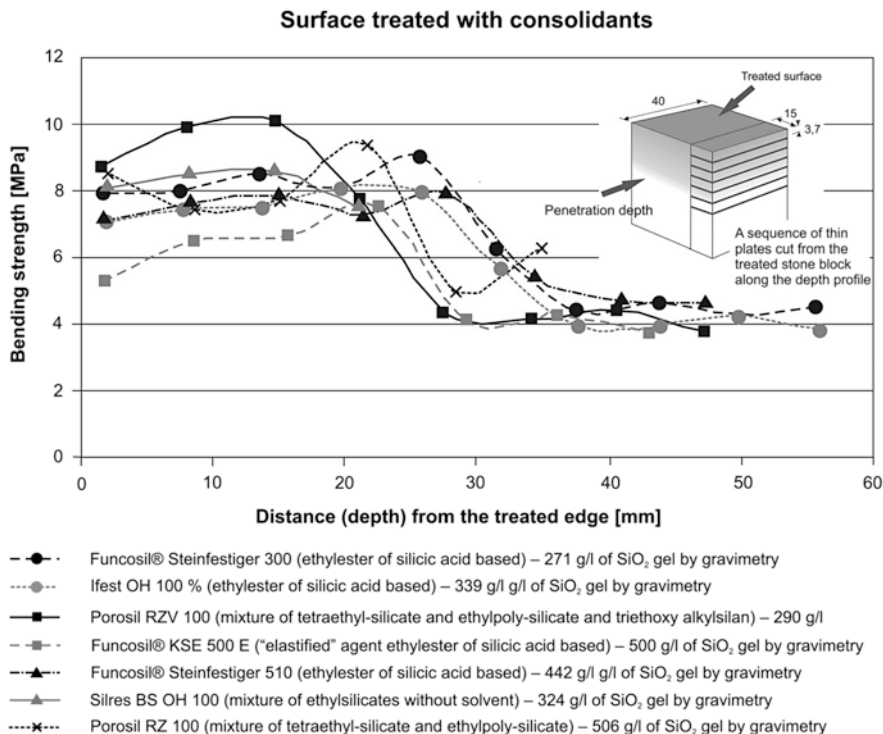 Surface treated with consolidants
12
10
8
6
4
2
0
Bending strength [MPa]
0 10 20 30 40 50 60
Distance (depth) from the treated edge [mm]
Treated surface
40
15
3,7
Penetration depth
A sequence of thin
plates cut from the
treated stone block
along the depth profile
Funcosil® Steinfestiger 300 (ethylester of silicic acid based) – 271 g/l of SiO₂ gel by gravimetry
Ifest OH 100 % (ethylester of silicic acid based) – 339 g/l g/l of SiO₂ gel by gravimetry
Porosil RZV 100 (mixture of tetraethyl-silicate and ethylpoly-silicate and triethoxy alkylsilan) – 290 g/l
Funcosil® KSE 500 E (“elastified” agent ethylester of silicic acid based) – 500 g/l of SiO₂ gel by gravimetry
Funcosil® Steinfestiger 510 (ethylester of silicic acid based) – 442 g/l g/l of SiO₂ gel by gravimetry
Silres BS OH 100 (mixture of ethylsilicates without solvent) – 324 g/l of SiO₂ gel by gravimetry
Porosil RZ 100 (mixture of tetraethyl-silicate and ethylpoly-silicate) – 506 g/l of SiO₂ gel by gravimetry